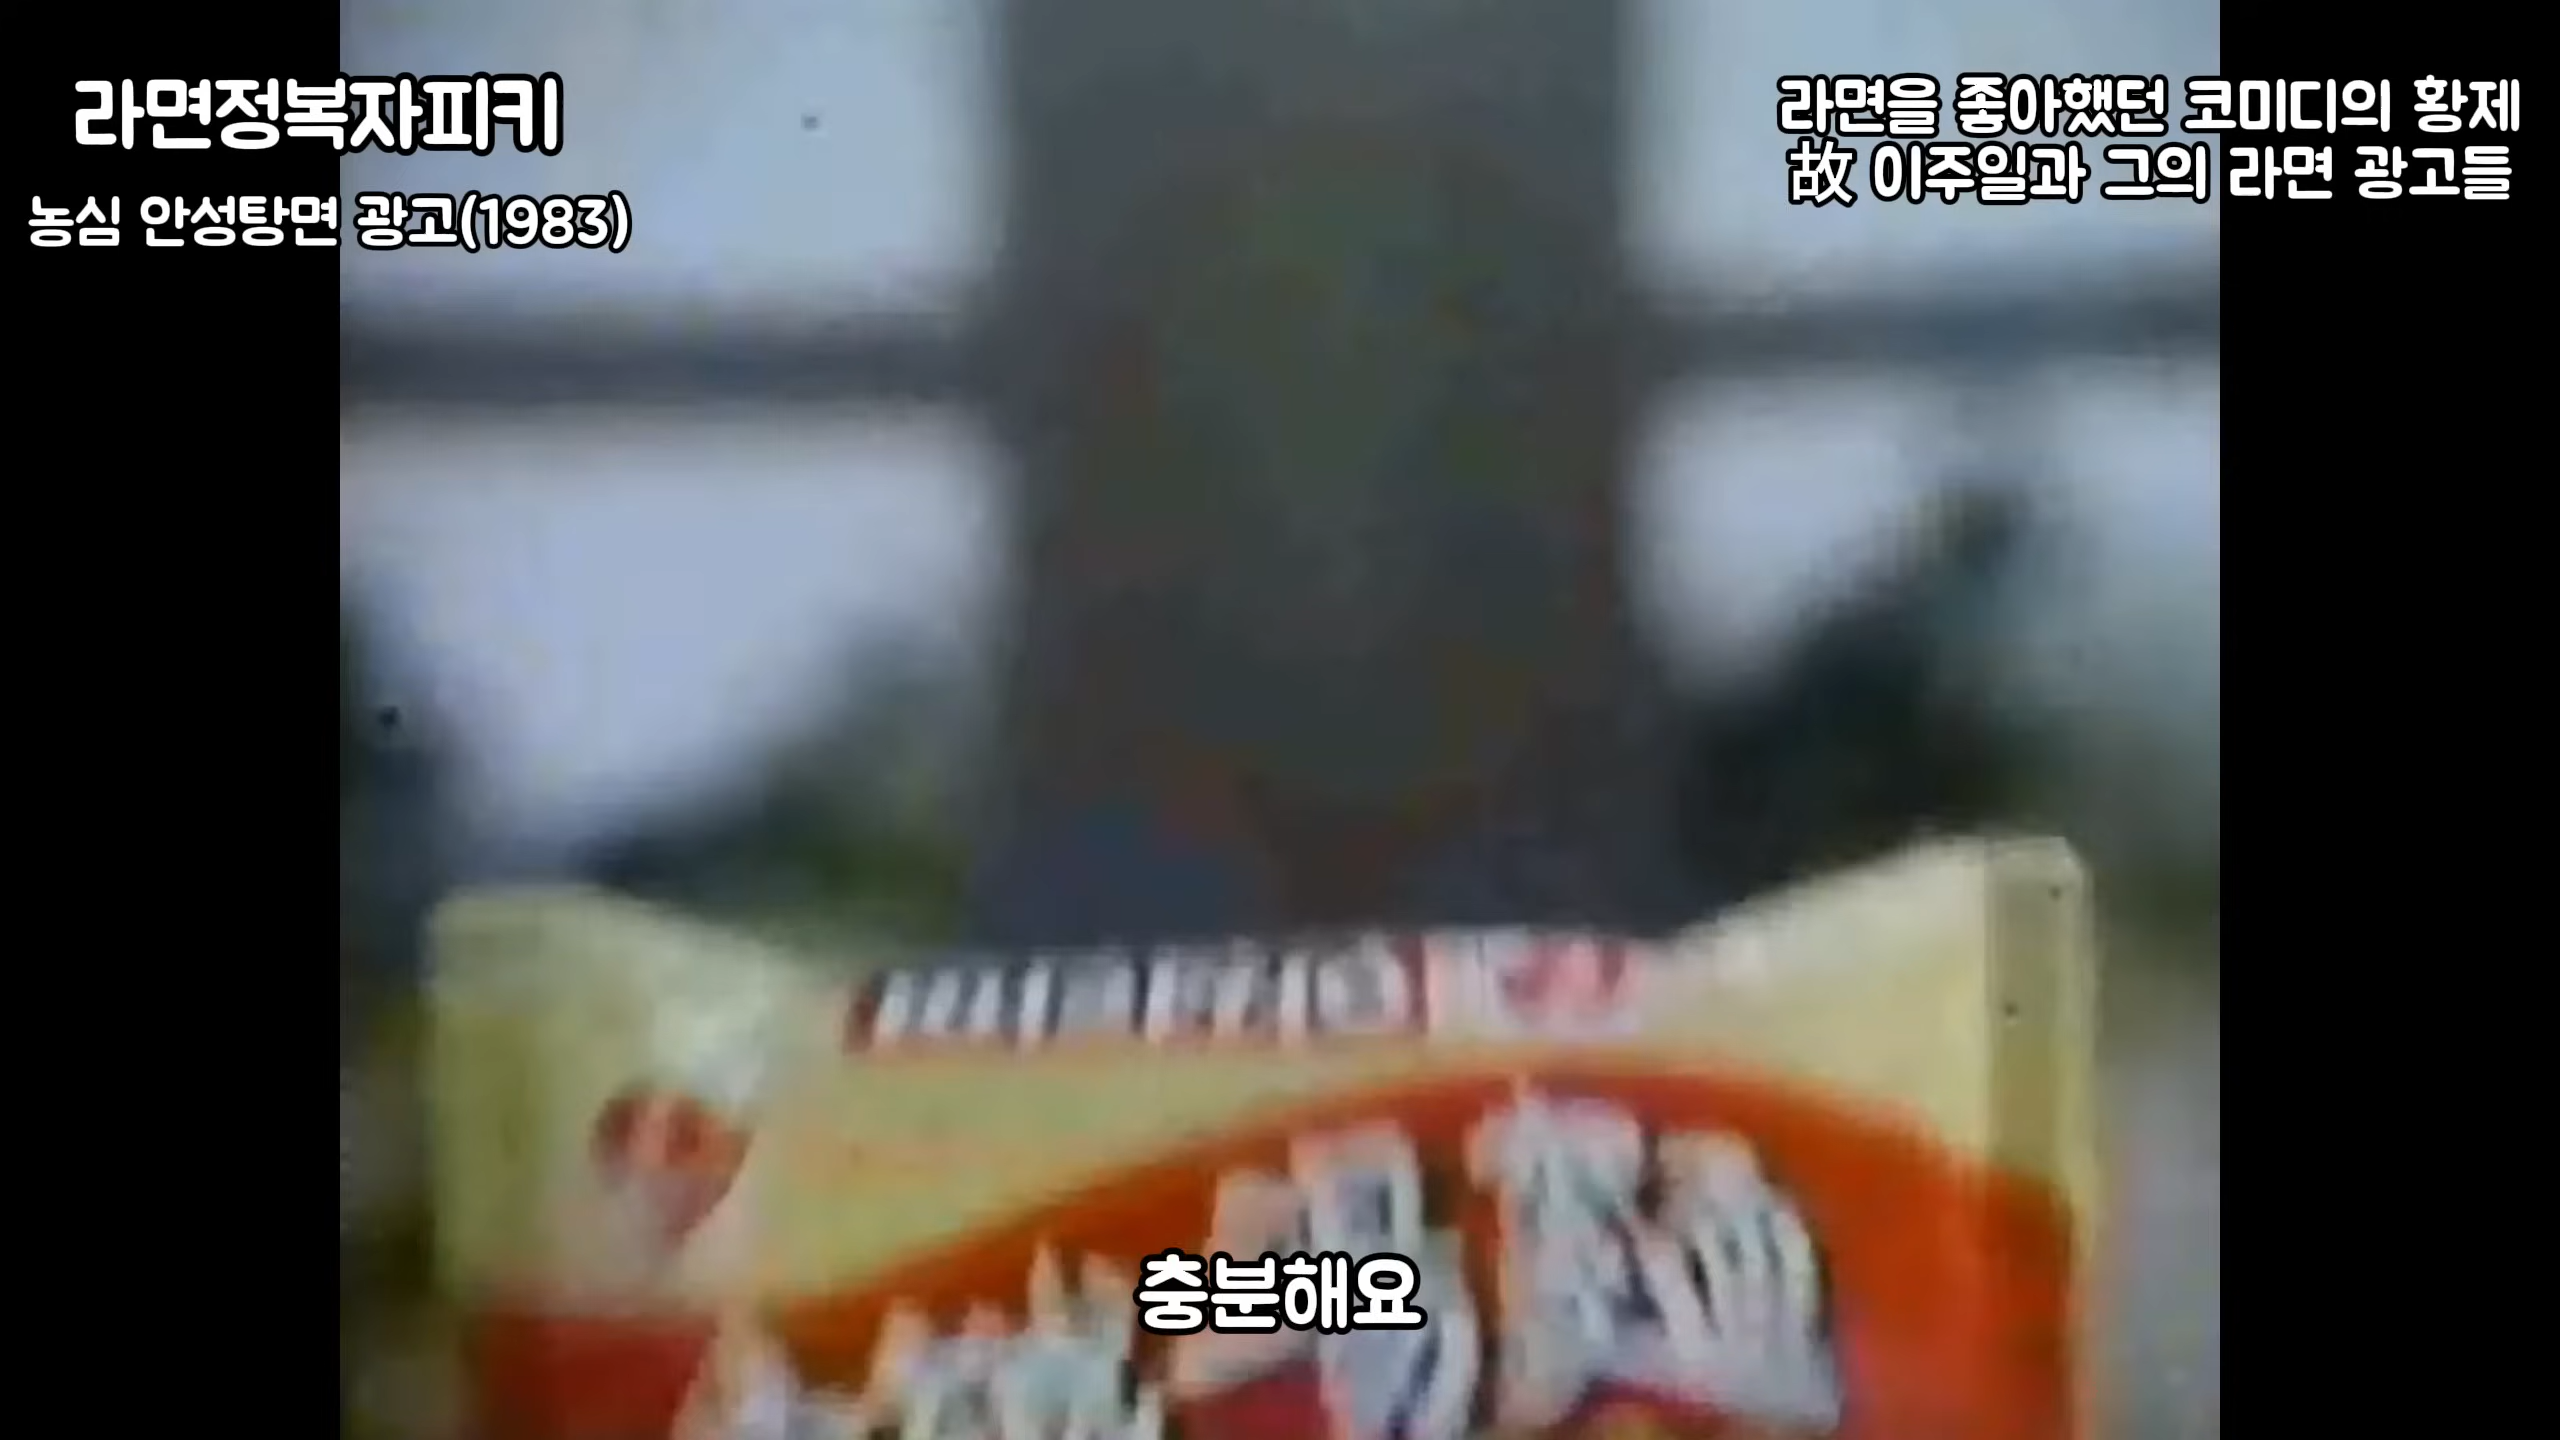 라면정복자피키
농심 안성탕면 광고(1983)
라면을 좋아했던 코미디의 황제
故 이주일과 그의 라면 광고들
충분해요